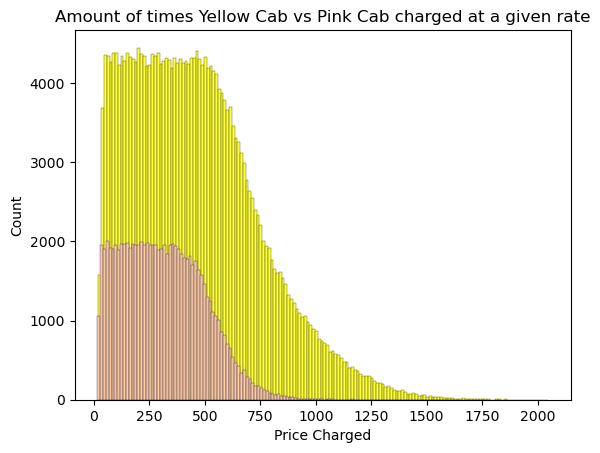 Amount of times Yellow Cab vs Pink Cab charged at a given rate
4000
3000
2000
1000
0
Count
0 250 500 750 1000 1250 1500 1750 2000
Price Charged